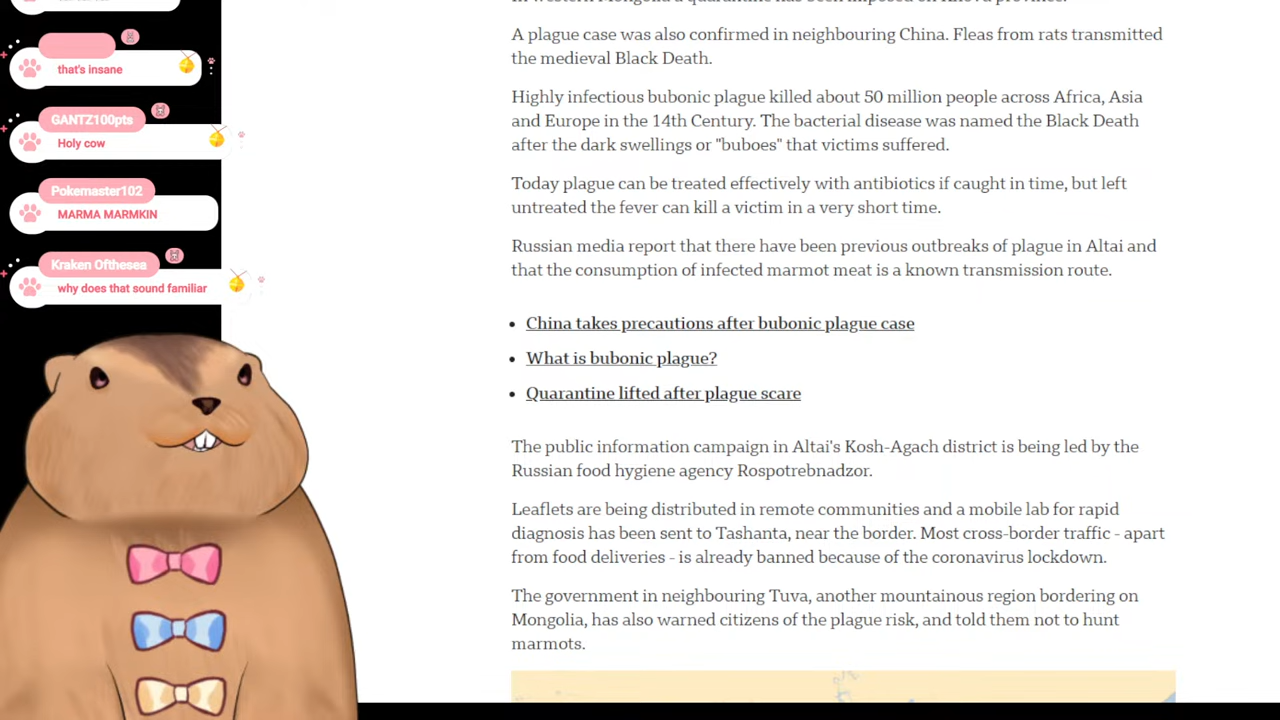 that's insane
GANTZ100pts
Holy cow
Pokemaster102
MARMA MARMKIN
Kraken Ofthesea
why does that sound familiar
A plague case was also confirmed in neighbouring China. Fleas from rats transmitted
the medieval Black Death.
Highly infectious bubonic plague killed about 50 million people across Africa, Asia
and Europe in the 14th Century. The bacterial disease was named the Black Death
after the dark swellings or "buboes" that victims suffered.
Today plague can be treated effectively with antibiotics if caught in time, but left
untreated the fever can kill a victim in a very short time.
Russian media report that there have been previous outbreaks of plague in Altai and
that the consumption of infected marmot meat is a known transmission route.
• China takes precautions after bubonic plague case
• What is bubonic plague?
• Quarantine lifted after plague scare
The public information campaign in Altai's Kosh-Agach district is being led by the
Russian food hygiene agency Rospotrebnadzor.
Leaflets are being distributed in remote communities and a mobile lab for rapid
diagnosis has been sent to Tashanta, near the border. Most cross-border traffic - apart
from food deliveries - is already banned because of the coronavirus lockdown.
The government in neighbouring Tuva, another mountainous region bordering on
Mongolia, has also warned citizens of the plague risk, and told them not to hunt
marmots.